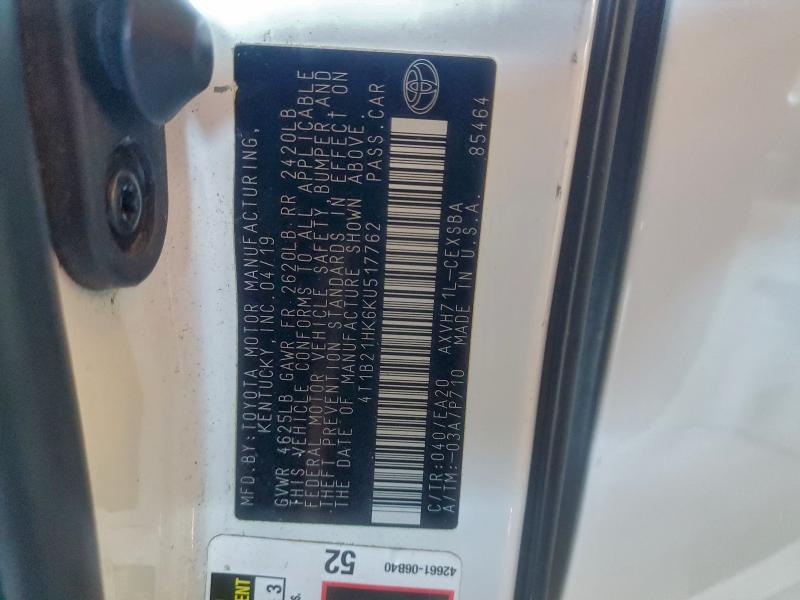 MFD.BY:TOYOTA MOTOR MANUFACTURING,
KENTUCKY, INC. 04/19
GVWR 4625LB GAWR FR 2620LB RR 2420LB
THIS VEHICLE CONFORMS TO ALL APPLICABLE
FEDERAL MOTOR VEHICLE SAFETY, BUMPER AND
THEFT PREVENTION STANDARDS IN EFFECT ON
THE DATE OF MANUFACTURE SHOWN ABOVE.
4T1B21HK6KU517762 PASS.CAR
C/TR:040/EA20 AXVH71L-CEXSBA
A/TM:-03A/P710 MADE IN U.S.A. 85464
52
42661-06B40
3